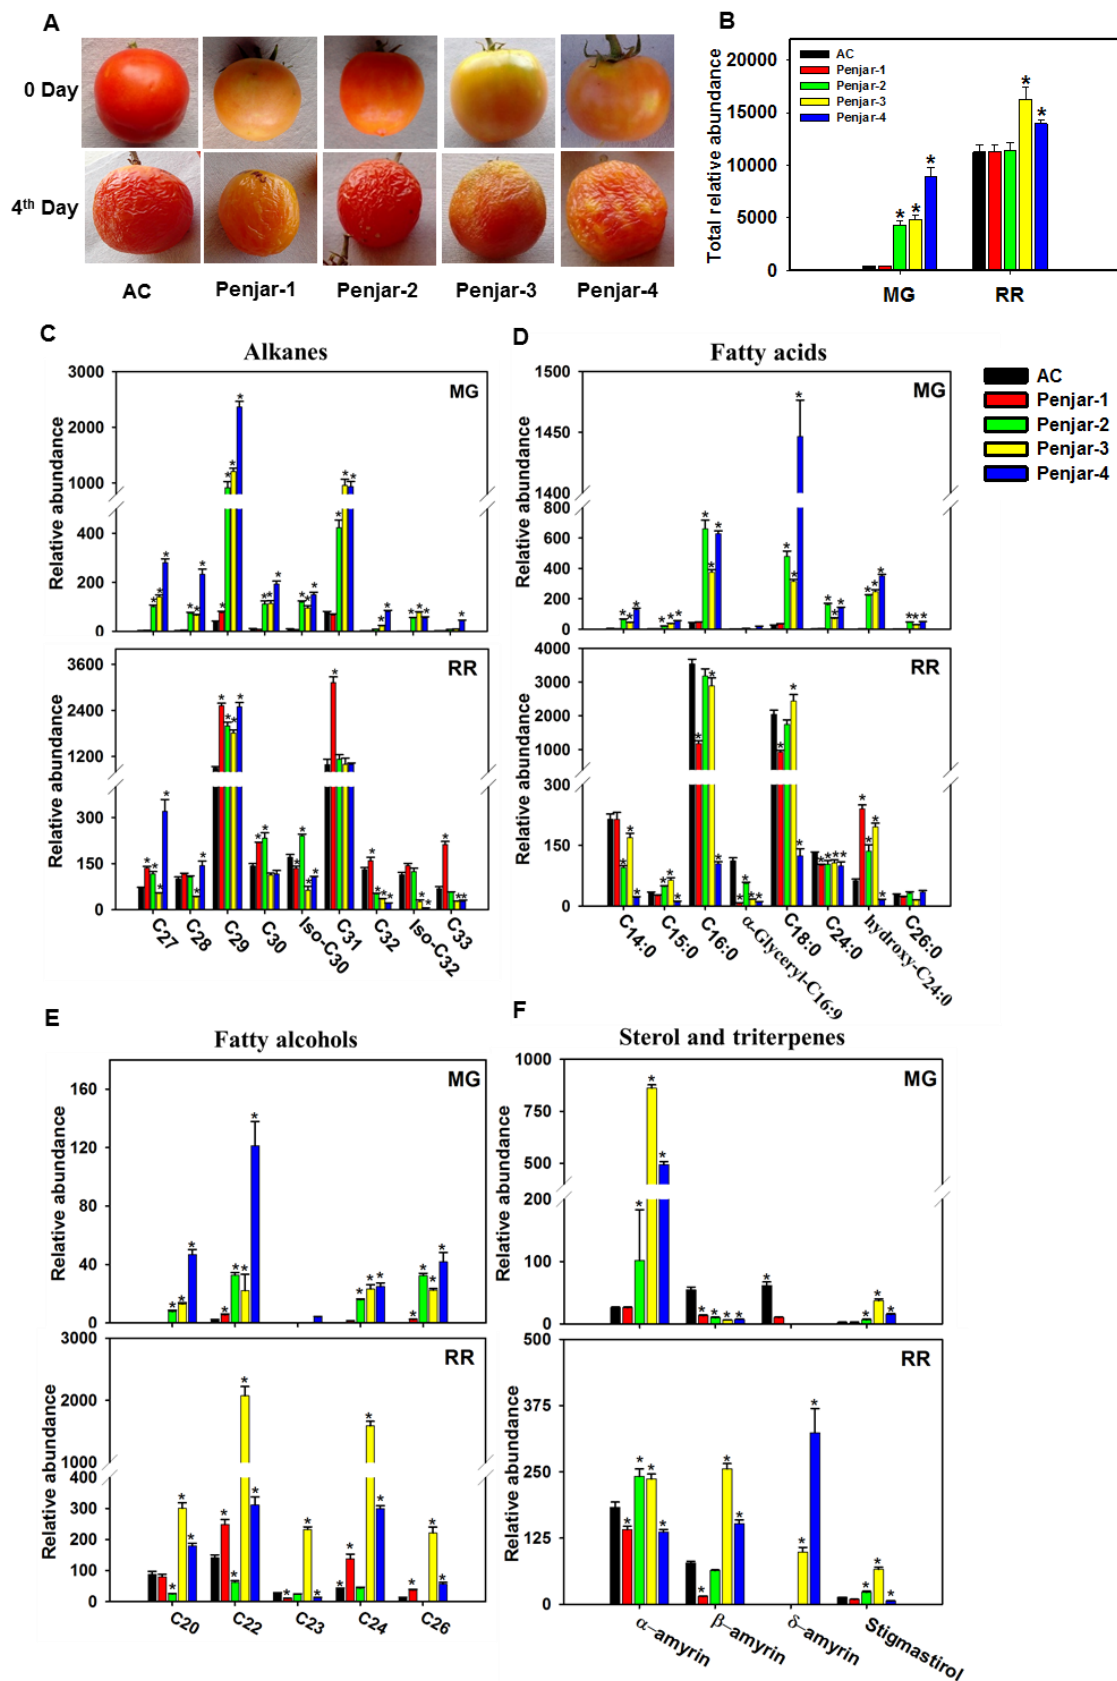 A
0 Day
4th Day
AC
Penjar-1
Penjar-2
Penjar-3
Penjar-4
B
Total relative abundance
20000
15000
10000
5000
0
AC
Penjar-1
Penjar-2
Penjar-3
Penjar-4
* * * * *
MG
RR
C
Alkanes
Relative abundance
3000
2000
1000
400
200
0
MG
Relative abundance
3600
2400
1200
300
150
0
RR
C27
C28
C29
C30
Iso-C30
C31
C32
Iso-C32
C33
D
Fatty acids
Relative abundance
1500
1450
1400
800
600
400
200
0
MG
4000
3000
2000
1000
300
150
0
RR
C14:0
C15:0
C16:0
α-Glyceryl-C16:9
C18:0
C24:0
hydroxy-C24:0
C26:0
AC
Penjar-1
Penjar-2
Penjar-3
Penjar-4
E
Fatty alcohols
Relative abundance
160
120
80
40
0
MG
Relative abundance
3000
2000
1000
400
300
200
100
0
RR
C20
C22
C23
C24
C26
F
Sterol and triterpenes
Relative abundance
1000
750
500
200
100
0
MG
Relative abundance
500
375
250
125
0
RR
α-amyrin
β-amyrin
δ-amyrin
Stigmastirol